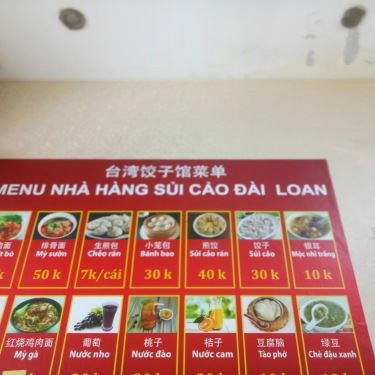 台湾饺子馆菜单
MENU NHÀ HÀNG SỦI CẢO ĐÀI LOAN
肉面 排骨面 生煎包 小笼包 煎饺 饺子 银耳
t bò Mỳ sườn Chẻo rán Bánh bao Sủi cảo rán Sủi cảo Mộc nhĩ trắng
k 50 k 7k/cái 30 k 40 k 30 k 10 k
红烧鸡肉面 葡萄 桃子 桔子 豆腐脑 绿豆
Mỳ gà Nước nho Nước đào Nước cam Tào phớ Chè đậu xanh